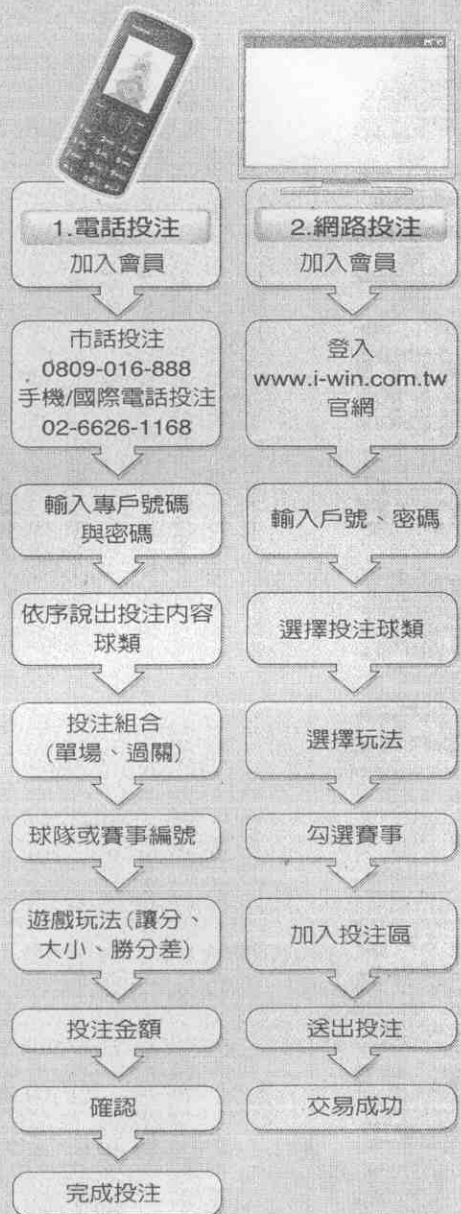 1.電話投注
加入會員
市話投注
0809-016-888
手機/國際電話投注
02-6626-1168
輸入專戶號碼
與密碼
依序說出投注內容
球類
投注組合
(單場、過關)
球隊或賽事編號
遊戲玩法(讓分、
大小、勝分差)
投注金額
確認
完成投注
2.網路投注
加入會員
登入
www.i-win.com.tw
官網
輸入戶號、密碼
選擇投注球類
選擇玩法
勾選賽事
加入投注區
送出投注
交易成功